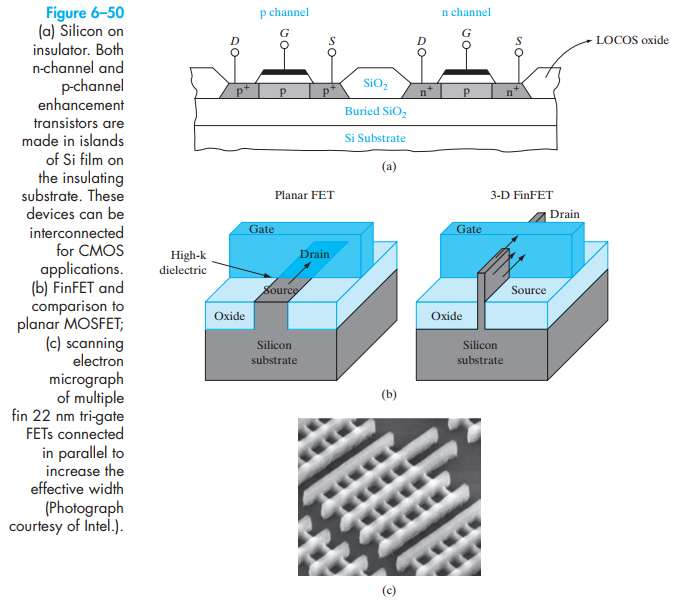 Figure 6–50
(a) Silicon on
insulator. Both
n-channel and
p-channel
enhancement
transistors are
made in islands
of Si film on
the insulating
substrate. These
devices can be
interconnected
for CMOS
applications.
(b) FinFET and
comparison to
planar MOSFET;
(c) scanning
electron
micrograph
of multiple
fin 22 nm tri-gate
FETs connected
in parallel to
increase the
effective width
(Photograph
courtesy of Intel.).
p channel
n channel
D
G
S
D
G
S
LOCOS oxide
p+
p
p+
SiO2
n+
p
n+
Buried SiO2
Si Substrate
(a)
Planar FET
3-D FinFET
Gate
Drain
High-k
dielectric
Source
Oxide
Silicon
substrate
Drain
Gate
Source
Oxide
Silicon
substrate
(b)
(c)